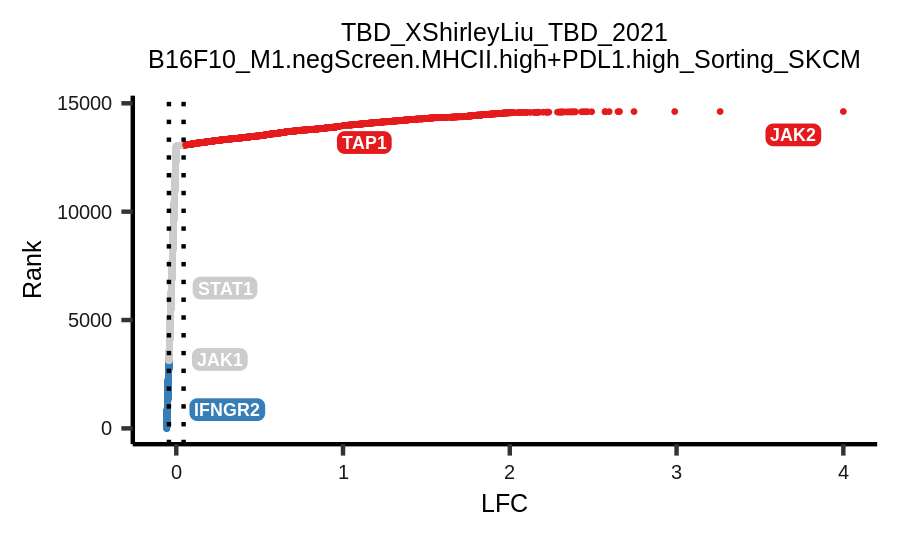 TBD_XShirleyLiu_TBD_2021
B16F10_M1.negScreen.MHCII.high+PDL1.high_Sorting_SKCM
15000
10000
5000
0
Rank
TAP1
JAK2
STAT1
JAK1
IFNGR2
0 1 2 3 4
LFC